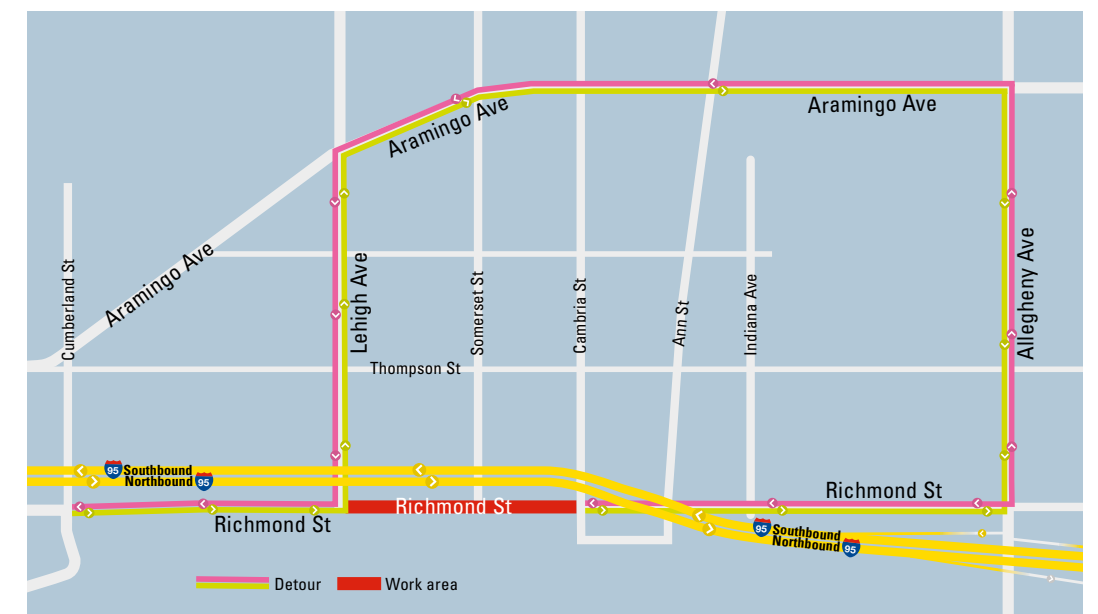 Aramingo Ave
Aramingo Ave
Aramingo Ave
Cumberland St
Lehigh Ave
Somerset St
Cambria St
Ann St
Indiana Ave
Allegheny Ave
Thompson St
95 Southbound
Northbound 95
Richmond St
Richmond St
Richmond St
95 Southbound
Northbound 95
Detour
Work area